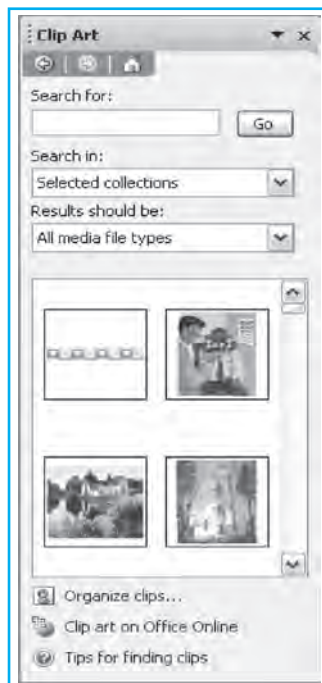 Clip Art
Search for:
Go
Search in:
Selected collections
Results should be:
All media file types
Organize clips...
Clip art on Office Online
Tips for finding clips